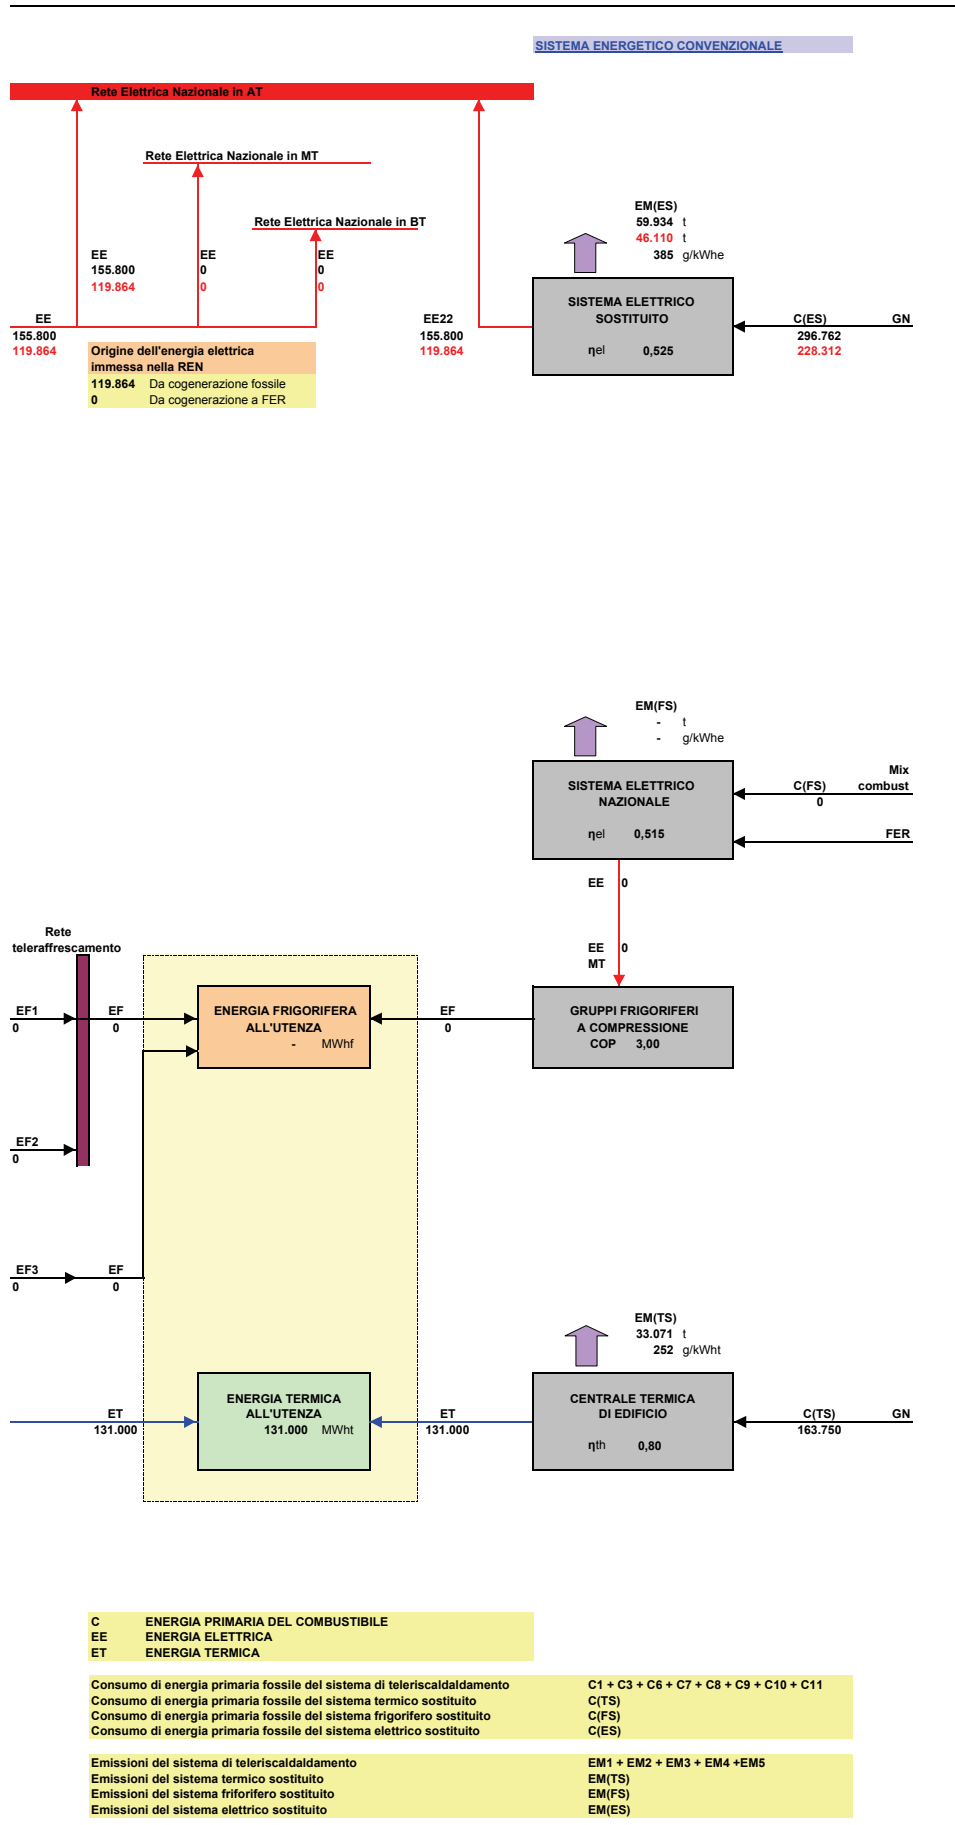 SISTEMA ENERGETICO CONVENZIONALE
Rete Elettrica Nazionale in AT
Rete Elettrica Nazionale in MT
Rete Elettrica Nazionale in BT
EM(ES)
59.934 t
46.110 t
385 g/kWhe
EE EE EE
155.800 0 0
119.864 0 0
SISTEMA ELETTRICO
SOSTITUITO
ηel 0,525
EE
155.800
119.864
EE22
155.800
119.864
C(ES) GN
296.762
228.312
Origine dell'energia elettrica
immessa nella REN
119.864 Da cogenerazione fossile
0 Da cogenerazione a FER
EM(FS)
- t
- g/kWhe
SISTEMA ELETTRICO
NAZIONALE
ηel 0,515
Mix
C(FS) combust
0
FER
EE 0
EE 0
MT
Rete
teleraffrescamento
EF1 EF
0 0
ENERGIA FRIGORIFERA
ALL'UTENZA
- MWhf
EF
0
GRUPPI FRIGORIFERI
A COMPRESSIONE
COP 3,00
EF2
0
EF3 EF
0 0
EM(TS)
33.071 t
252 g/kWht
ET
131.000
ENERGIA TERMICA
ALL'UTENZA
131.000 MWht
ET
131.000
CENTRALE TERMICA
DI EDIFICIO
ηth 0,80
C(TS) GN
163.750
C ENERGIA PRIMARIA DEL COMBUSTIBILE
EE ENERGIA ELETTRICA
ET ENERGIA TERMICA
Consumo di energia primaria fossile del sistema di teleriscaldaldamento C1 + C3 + C6 + C7 + C8 + C9 + C10 + C11
Consumo di energia primaria fossile del sistema termico sostituito C(TS)
Consumo di energia primaria fossile del sistema frigorifero sostituito C(FS)
Consumo di energia primaria fossile del sistema elettrico sostituito C(ES)
Emissioni del sistema di teleriscaldaldamento EM1 + EM2 + EM3 + EM4 +EM5
Emissioni del sistema termico sostituito EM(TS)
Emissioni del sistema friforifero sostituito EM(FS)
Emissioni del sistema elettrico sostituito EM(ES)